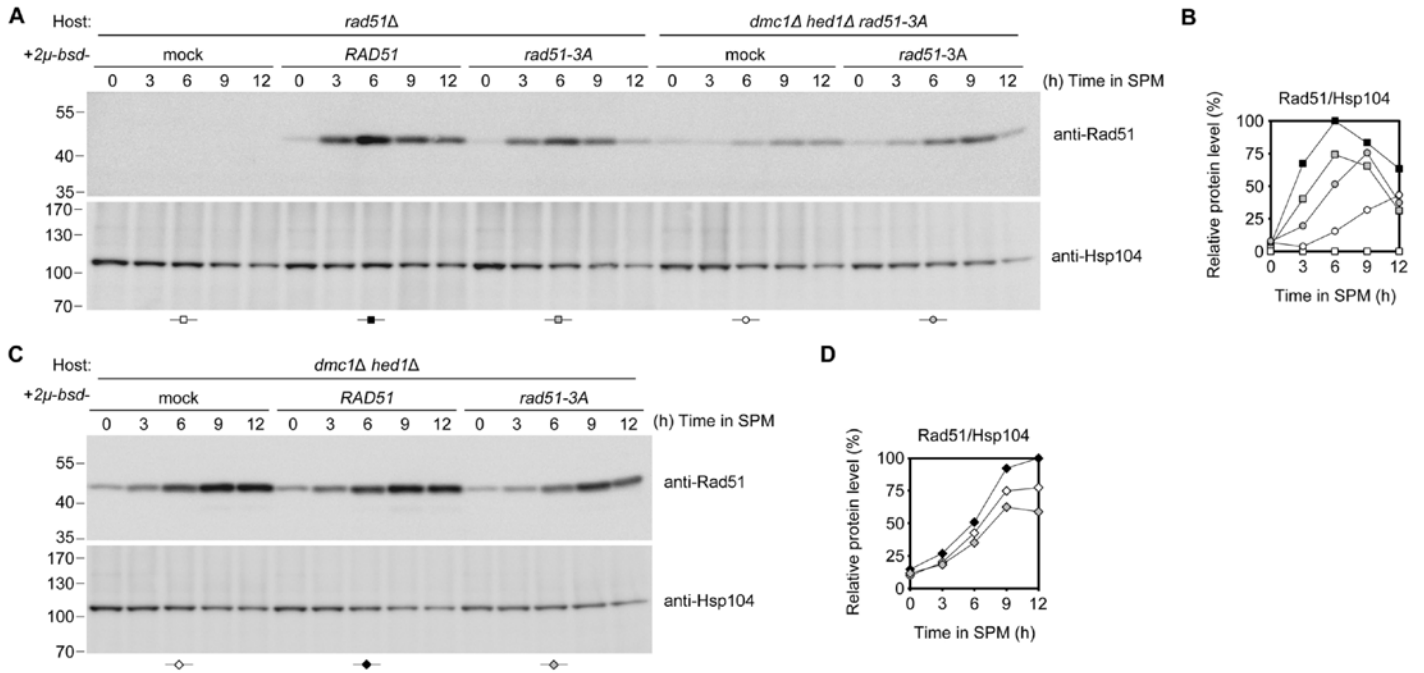 A
Host: rad51Δ dmc1Δ hed1Δ rad51-3A
+2μ-bsd- mock RAD51 rad51-3A mock rad51-3A
0 3 6 9 12 0 3 6 9 12 0 3 6 9 12 0 3 6 9 12 0 3 6 9 12 (h) Time in SPM
55
40
35
anti-Rad51
170
130
100
70
anti-Hsp104
B
Rad51/Hsp104
Relative protein level (%)
100
75
50
25
0
0 3 6 9 12
Time in SPM (h)
C
Host: dmc1Δ hed1Δ
+2μ-bsd- mock RAD51 rad51-3A
0 3 6 9 12 0 3 6 9 12 0 3 6 9 12 (h) Time in SPM
55
40
35
anti-Rad51
170
130
100
70
anti-Hsp104
D
Rad51/Hsp104
Relative protein level (%)
100
75
50
25
0
0 3 6 9 12
Time in SPM (h)